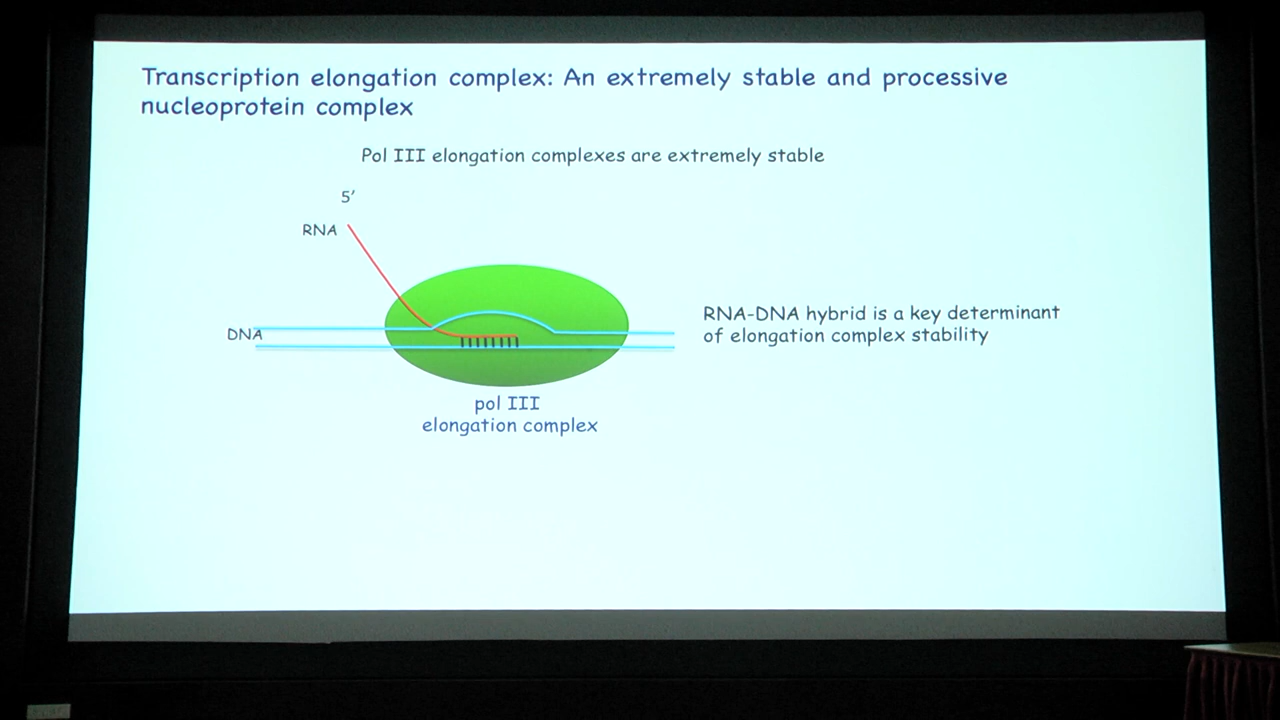 Transcription elongation complex: An extremely stable and processive
nucleoprotein complex
Pol III elongation complexes are extremely stable
5'
RNA
DNA
RNA-DNA hybrid is a key determinant
of elongation complex stability
pol III
elongation complex